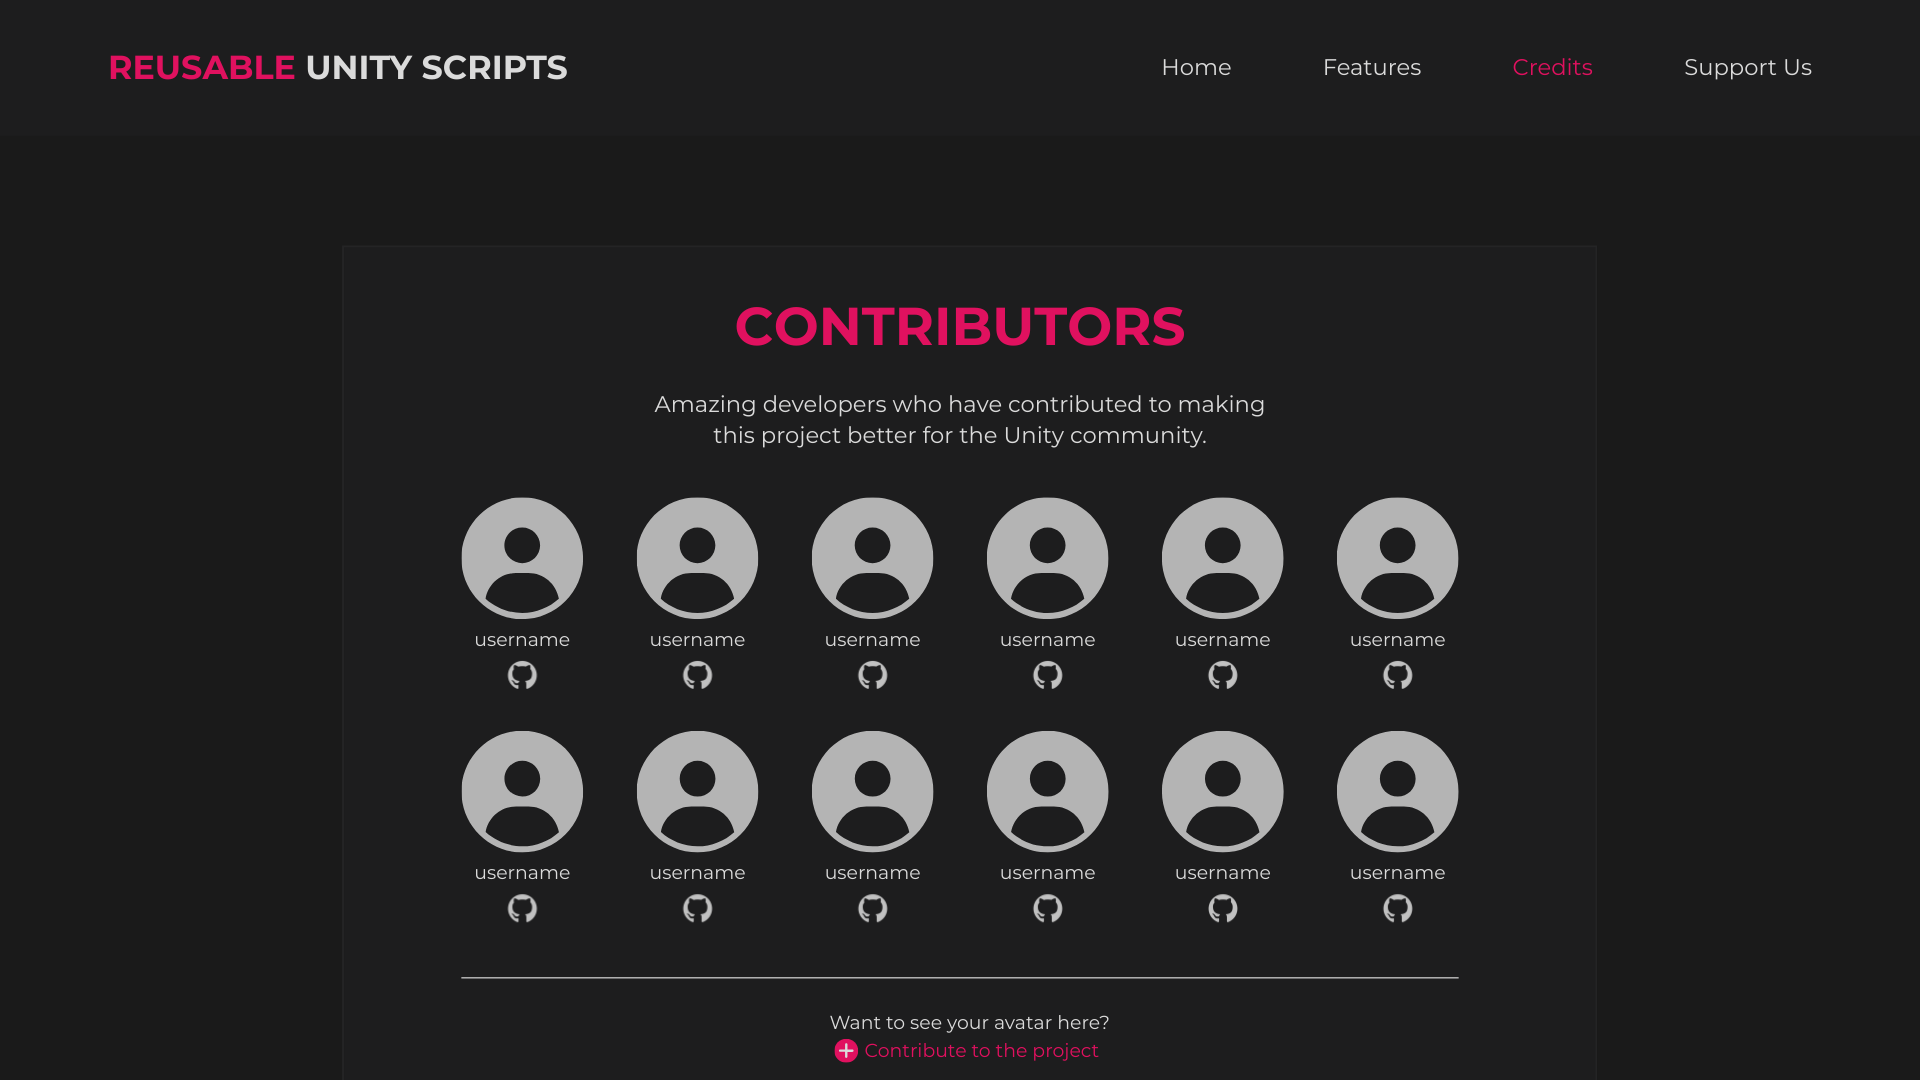 REUSABLE UNITY SCRIPTS
Home Features Credits Support Us
CONTRIBUTORS
Amazing developers who have contributed to making
this project better for the Unity community.
username username username username username username
username username username username username username
Want to see your avatar here?
Contribute to the project